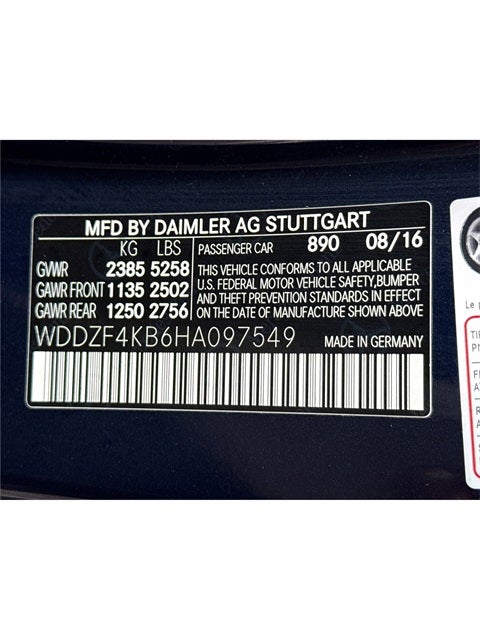 MFD BY DAIMLER AG STUTTGART
KG LBS
GVWR 2385 5258
GAWR FRONT 1135 2502
GAWR REAR 1250 2756
PASSENGER CAR 890 08/16
THIS VEHICLE CONFORMS TO ALL APPLICABLE
U.S. FEDERAL MOTOR VEHICLE SAFETY,BUMPER
AND THEFT PREVENTION STANDARDS IN EFFECT
ON THE DATE OF MANUFACTURE SHOWN ABOVE
WDDZF4KB6HA097549
MADE IN GERMANY
Le